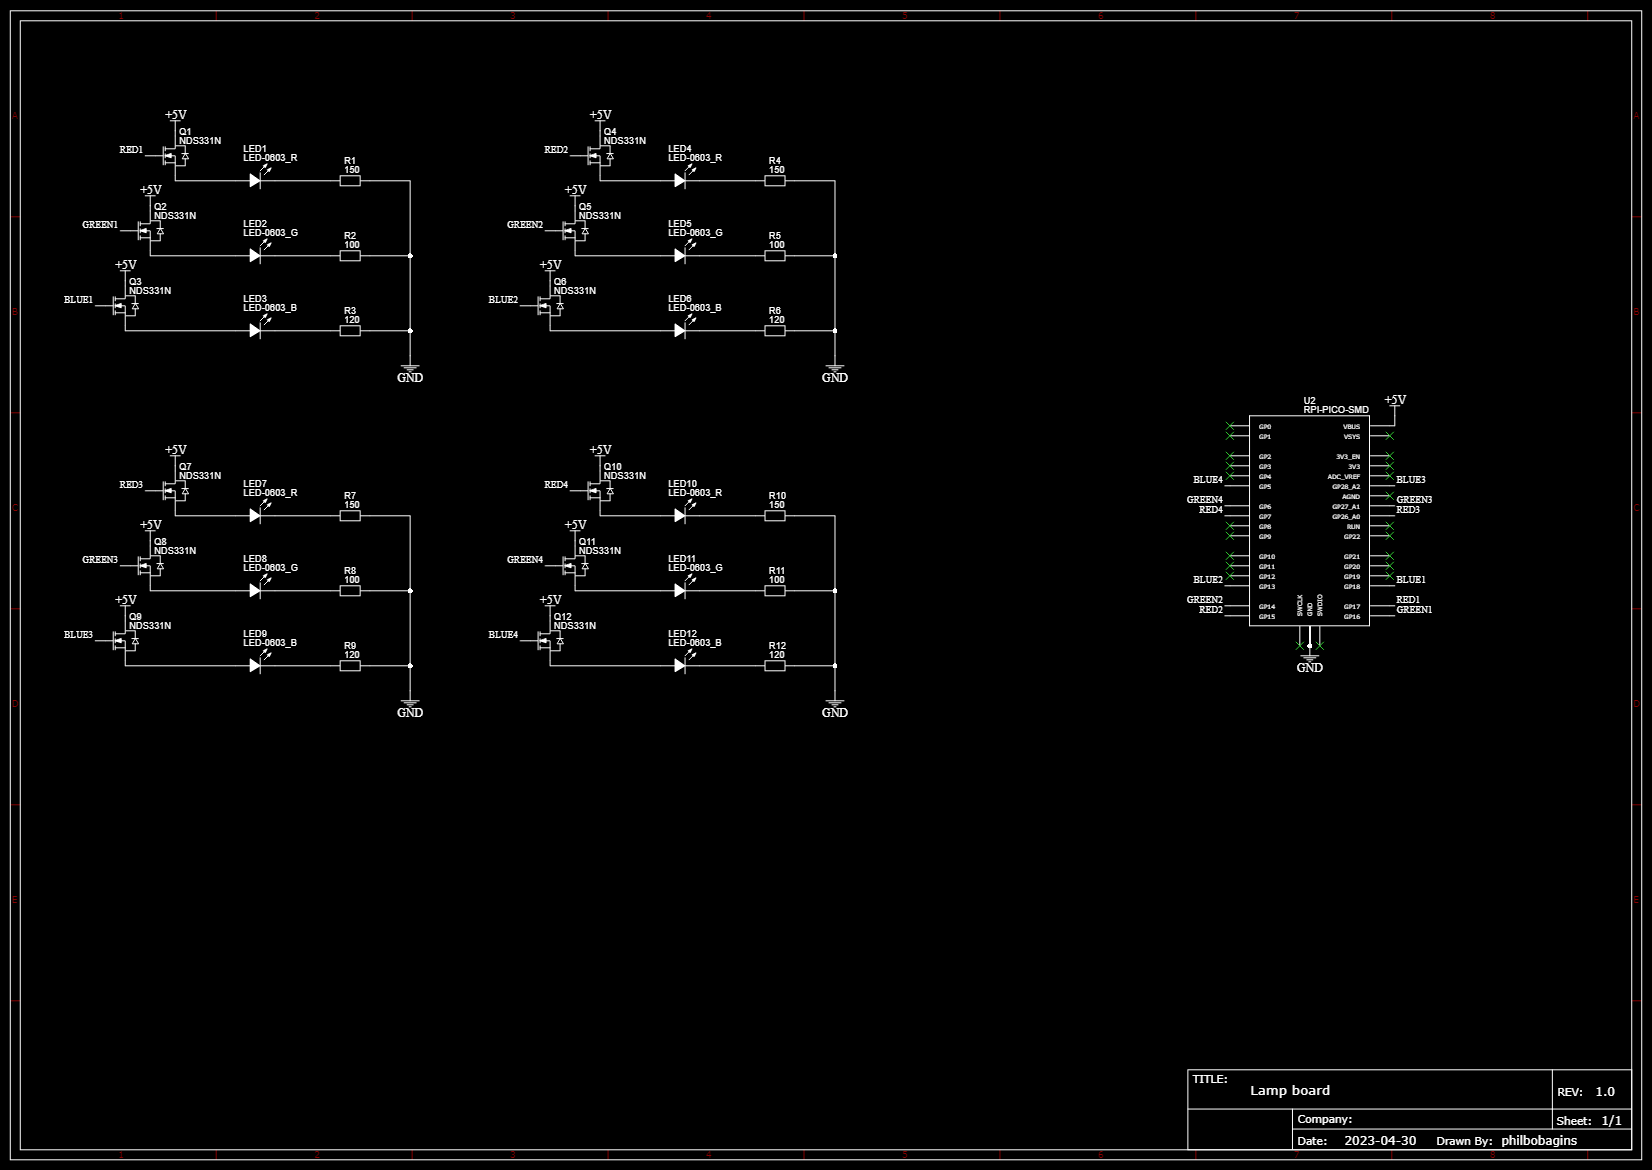 +5V
Q1
NDS331N
RED1
LED1
LED-0603_R
R1
150
+5V
Q2
NDS331N
GREEN1
LED2
LED-0603_G
R2
100
+5V
Q3
NDS331N
BLUE1
LED3
LED-0603_B
R3
120
GND
+5V
Q4
NDS331N
RED2
LED4
LED-0603_R
R4
150
+5V
Q5
NDS331N
GREEN2
LED5
LED-0603_G
R5
100
+5V
Q6
NDS331N
BLUE2
LED6
LED-0603_B
R6
120
GND
+5V
Q7
NDS331N
RED3
LED7
LED-0603_R
R7
150
+5V
Q8
NDS331N
GREEN3
LED8
LED-0603_G
R8
100
+5V
Q9
NDS331N
BLUE3
LED9
LED-0603_B
R9
120
GND
+5V
Q10
NDS331N
RED4
LED10
LED-0603_R
R10
150
+5V
Q11
NDS331N
GREEN4
LED11
LED-0603_G
R11
100
+5V
Q12
NDS331N
BLUE4
LED12
LED-0603_B
R12
120
GND
U2
RPI-PICO-SMD
+5V
GP0 VBUS
GP1 VSYS
GP2 3V3_EN
GP3 3V3
GP4 ADC_VREF
BLUE4 GP5 GP28_A2 BLUE3
AGND
GREEN4 GP6 GP27_A1 GREEN3
RED4 GP7 GP26_A0 RED3
GP8 RUN
GP9 GP22
GP10 GP21
GP11 GP20
GP12 GP19
BLUE2 GP13 GP18 BLUE1
GREEN2 GP14 GP17 RED1
RED2 GP15 GP16 GREEN1
SWCLK
GND
SWDIO
GND
TITLE:
Lamp board
REV: 1.0
Company:
Sheet: 1/1
Date: 2023-04-30 Drawn By: philbobagins